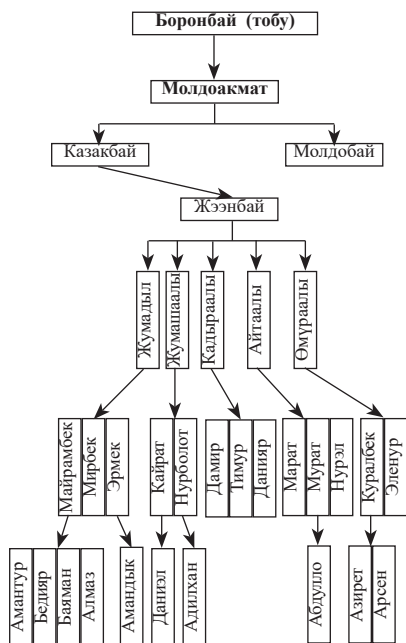 Боронбай (тобу)
Молдоакмат
Казакбай
Молдобай
Жээнбай
Жумадыл
Жумашаалы
Кадыраалы
Айтаалы
Өмүраалы
Майрамбек
Мирбек
Эрмек
Кайрат
Нурболот
Дамир
Тимур
Данияр
Марат
Мурат
Нурэл
Куралбек
Эленур
Амантур
Бедияр
Баяман
Алмаз
Амандык
Даниэл
Адилхан
Абдулло
Азирет
Арсен